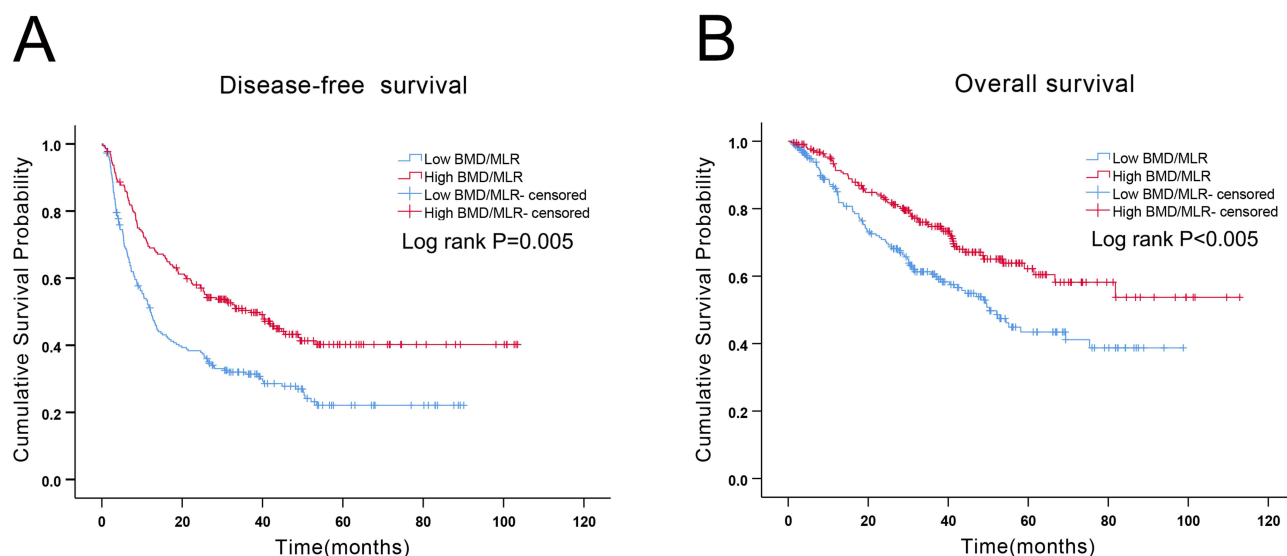 A
Disease-free survival
Cumulative Survival Probability
1.0
0.8
0.6
0.4
0.2
0.0
Low BMD/MLR
High BMD/MLR
Low BMD/MLR- censored
High BMD/MLR- censored
Log rank P=0.005
0 20 40 60 80 100 120
Time(months)
B
Overall survival
Cumulative Survival Probability
1.0
0.8
0.6
0.4
0.2
0.0
Low BMD/MLR
High BMD/MLR
Low BMD/MLR- censored
High BMD/MLR- censored
Log rank P<0.005
0 20 40 60 80 100 120
Time(months)